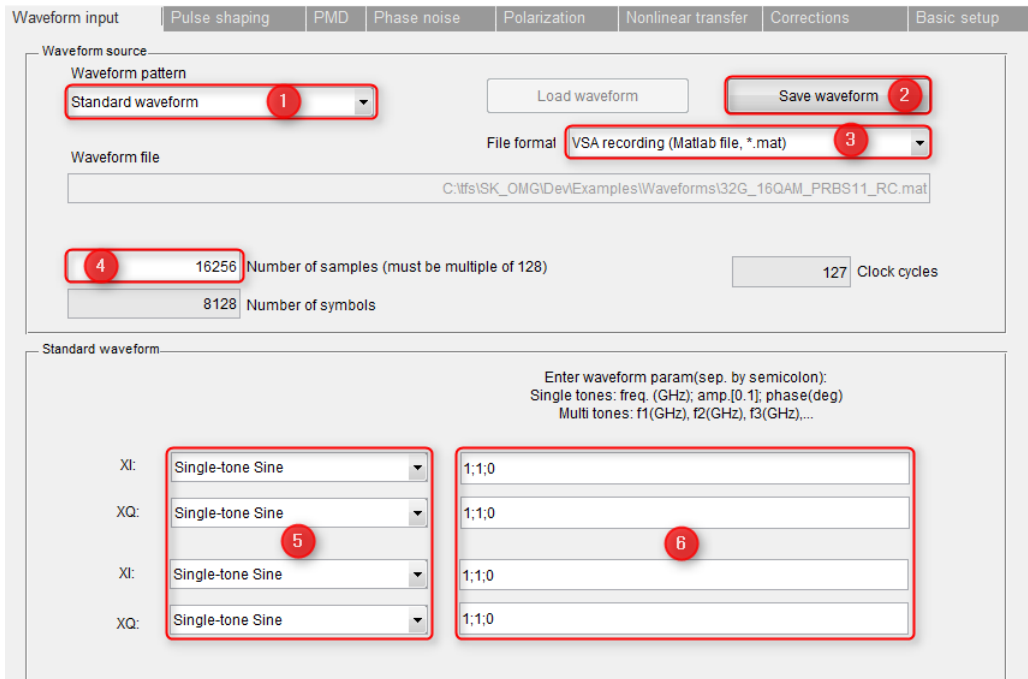 Waveform input Pulse shaping PMD Phase noise Polarization Nonlinear transfer Corrections Basic setup
Waveform source
Waveform pattern
Standard waveform 1 Load waveform Save waveform 2
File format VSA recording (Matlab file, *.mat) 3
Waveform file
C:\tfs\SK_OMG\Dev\Examples\Waveforms\32G_16QAM_PRBS11_RC.mat
4 16256 Number of samples (must be multiple of 128) 127 Clock cycles
8128 Number of symbols
Standard waveform
Enter waveform param(sep. by semicolon):
Single tones: freq. (GHz); amp.[0.1]; phase(deg)
Multi tones: f1(GHz), f2(GHz), f3(GHz),...
XI: Single-tone Sine 1;1;0
XQ: Single-tone Sine 1;1;0
5 6
XI: Single-tone Sine 1;1;0
XQ: Single-tone Sine 1;1;0